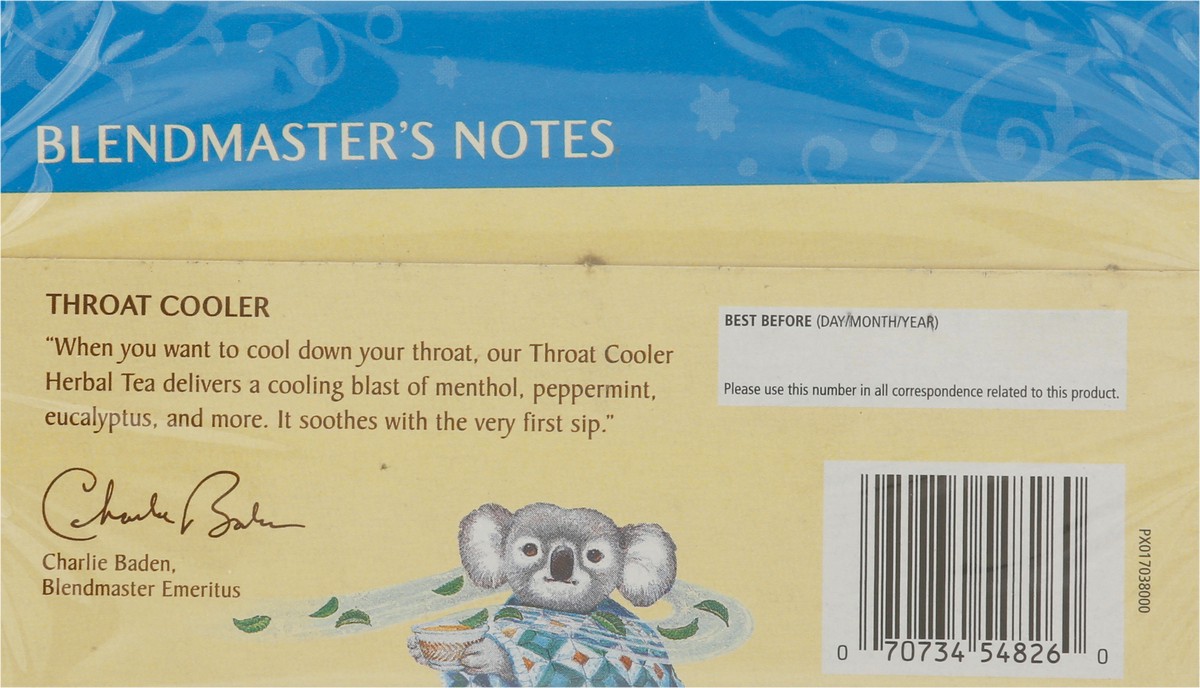 BLENDMASTER'S NOTES
THROAT COOLER
“When you want to cool down your throat, our Throat Cooler
Herbal Tea delivers a cooling blast of menthol, peppermint,
eucalyptus, and more. It soothes with the very first sip.”
Charlie Baden
Charlie Baden,
Blendmaster Emeritus
BEST BEFORE (DAY/MONTH/YEAR)
Please use this number in all correspondence related to this product.
0 70734 54826 0
PX017038000